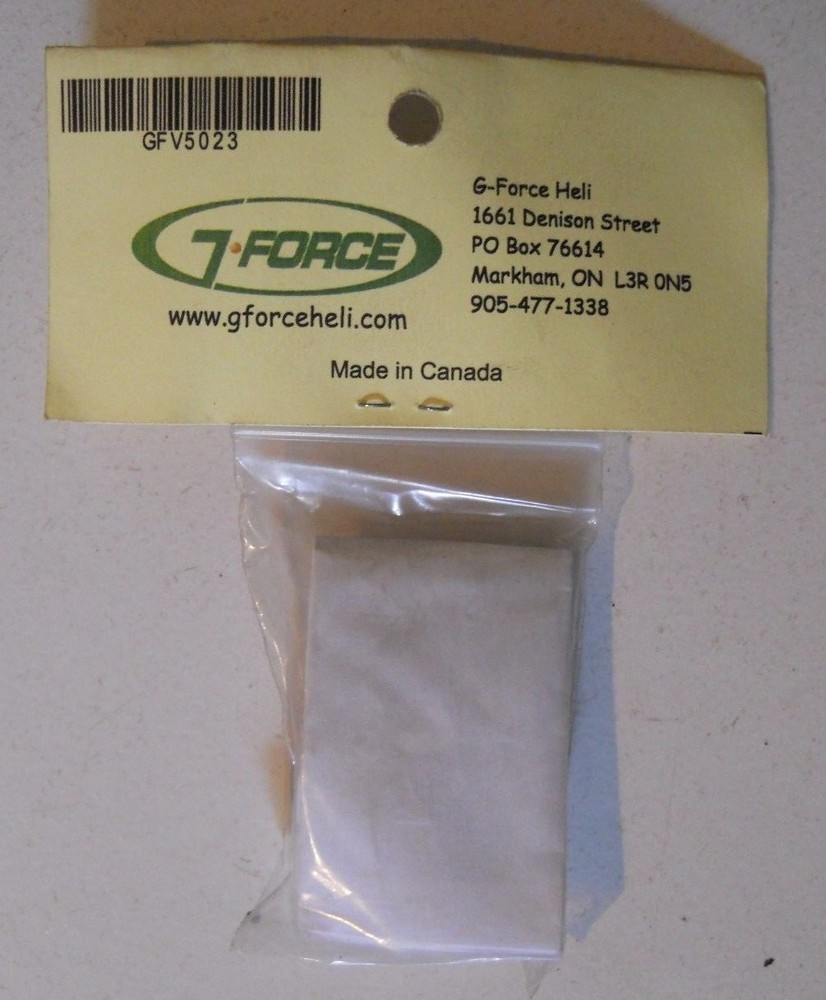 GFV5023
G-FORCE
www.gforceheli.com
G-Force Heli
1661 Denison Street
PO Box 76614
Markham, ON L3R 0N5
905-477-1338
Made in Canada